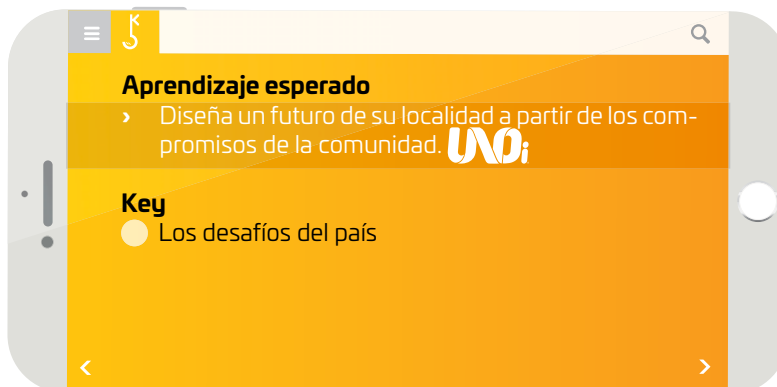 Aprendizaje esperado
› Diseña un futuro de su localidad a partir de los com-
promisos de la comunidad. UNOi
Key
Los desafíos del país